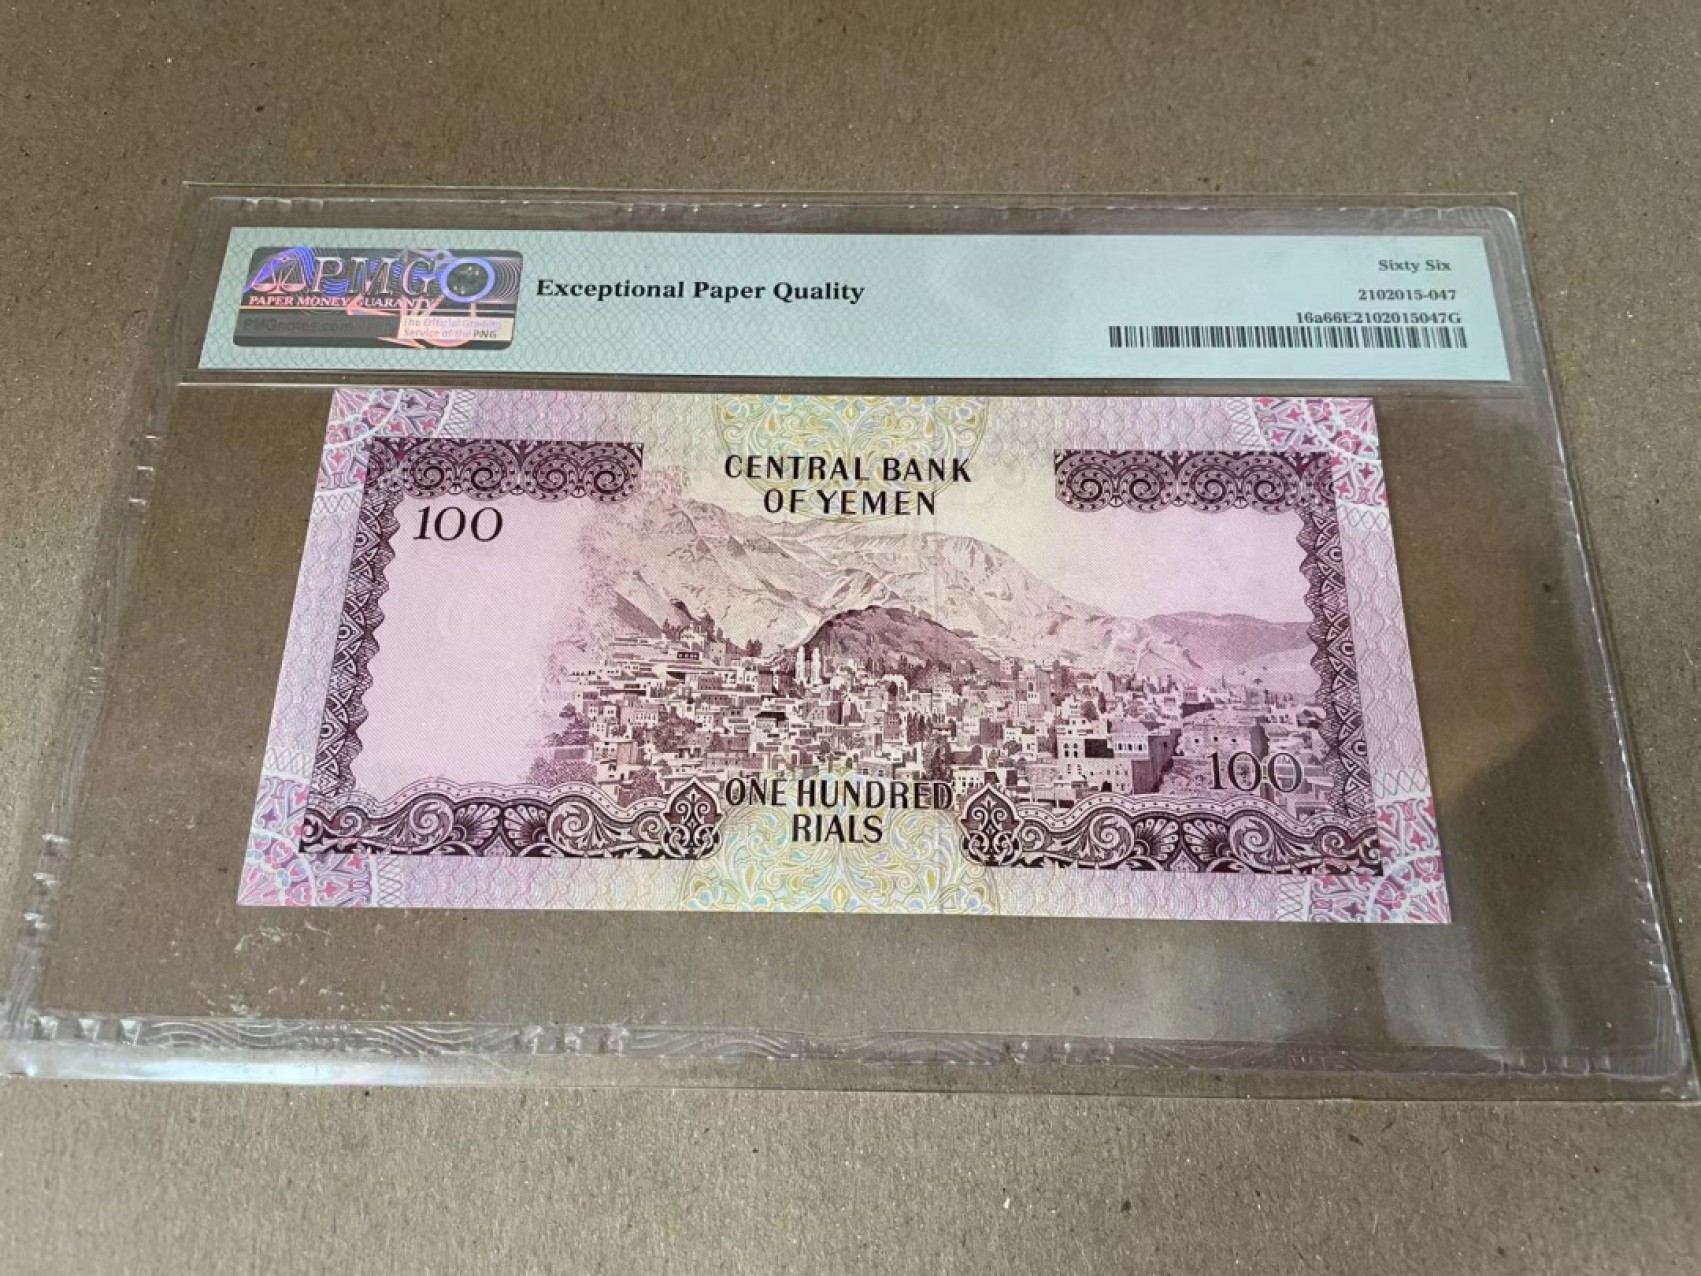 PMG
PAPER MONEY GUARANTY
PMGnotes.com
The Official Grading
Service of the PNG
Exceptional Paper Quality
Sixty Six
2102015-047
16a66E2102015047G
CENTRAL BANK
OF YEMEN
100
100
ONE HUNDRED
RIALS